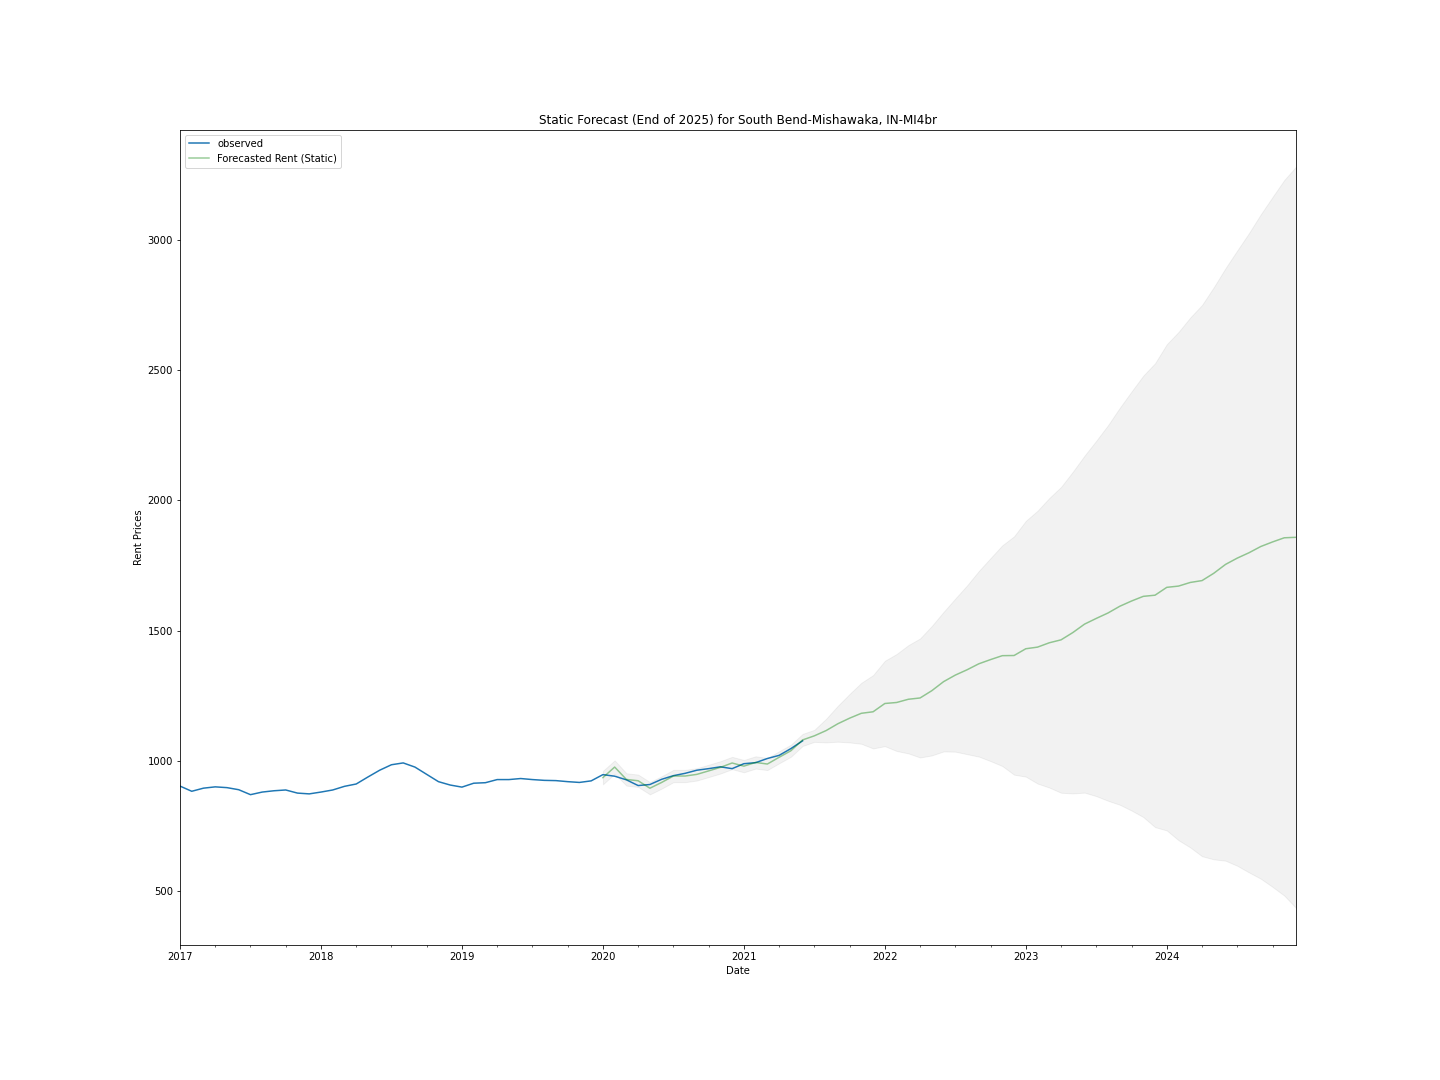 Static Forecast (End of 2025) for South Bend-Mishawaka, IN-MI4br
observed
Forecasted Rent (Static)
3000
2500
2000
1500
1000
500
Rent Prices
2017 2018 2019 2020 2021 2022 2023 2024
Date